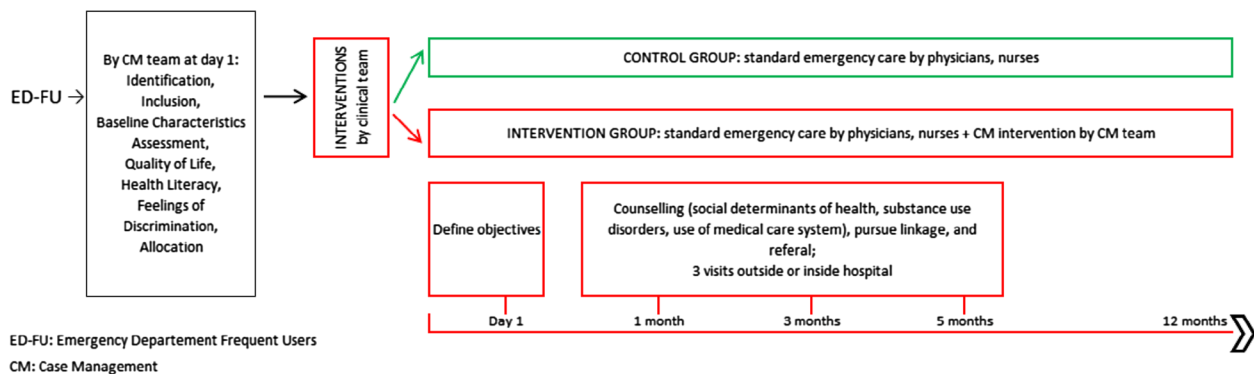 ED-FU
By CM team at day 1:
Identification,
Inclusion,
Baseline Characteristics
Assessment,
Quality of Life,
Health Literacy,
Feelings of
Discrimination,
Allocation
INTERVENTIONS
by clinical team
CONTROL GROUP: standard emergency care by physicians, nurses
INTERVENTION GROUP: standard emergency care by physicians, nurses + CM intervention by CM team
Define objectives
Counselling (social determinants of health, substance use
disorders, use of medical care system), pursue linkage, and
referal;
3 visits outside or inside hospital
Day 1
1 month
3 months
5 months
12 months
ED-FU: Emergency Departement Frequent Users
CM: Case Management